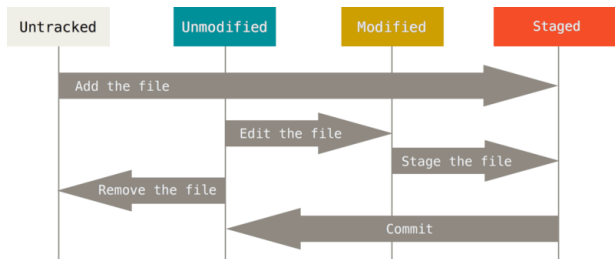 Untracked
Unmodified
Modified
Staged
Add the file
Edit the file
Stage the file
Remove the file
Commit